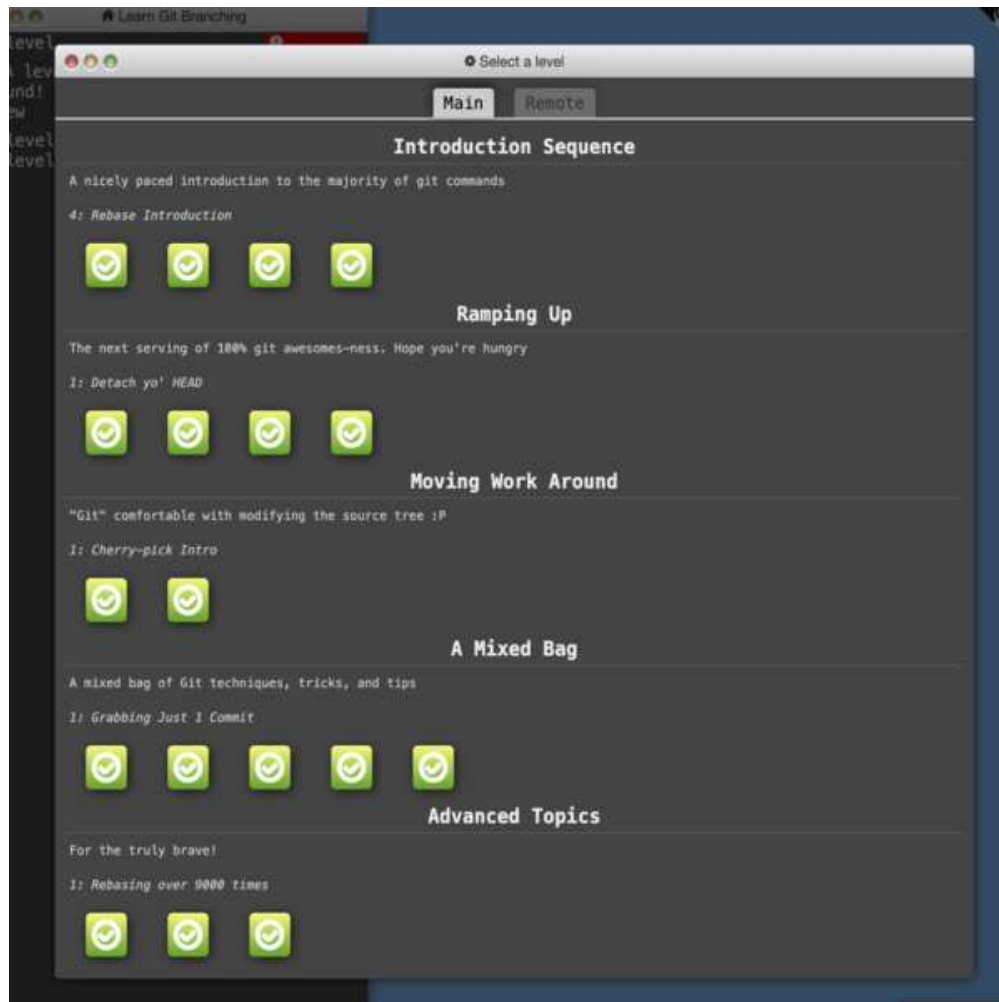 Learn Git Branching
level
Select a level
Main Remote
Introduction Sequence
A nicely paced introduction to the majority of git commands
4: Rebase Introduction
Ramping Up
The next serving of 100% git awesomes-ness. Hope you're hungry
1: Detach yo' HEAD
Moving Work Around
"Git" comfortable with modifying the source tree :P
1: Cherry-pick Intro
A Mixed Bag
A mixed bag of Git techniques, tricks, and tips
1: Grabbing Just 1 Commit
Advanced Topics
For the truly brave!
1: Rebasing over 9000 times